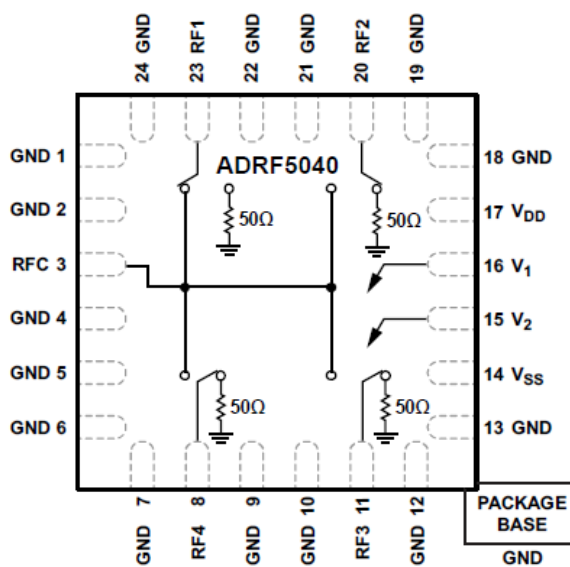 24 GND
23 RF1
22 GND
21 GND
20 RF2
19 GND
ADRF5040
GND 1
GND 2
RFC 3
GND 4
GND 5
GND 6
18 GND
17 VDD
16 V1
15 V2
14 VSS
13 GND
50Ω
50Ω
50Ω
50Ω
GND 7
RF4 8
GND 9
GND 10
RF3 11
GND 12
PACKAGE
BASE
GND